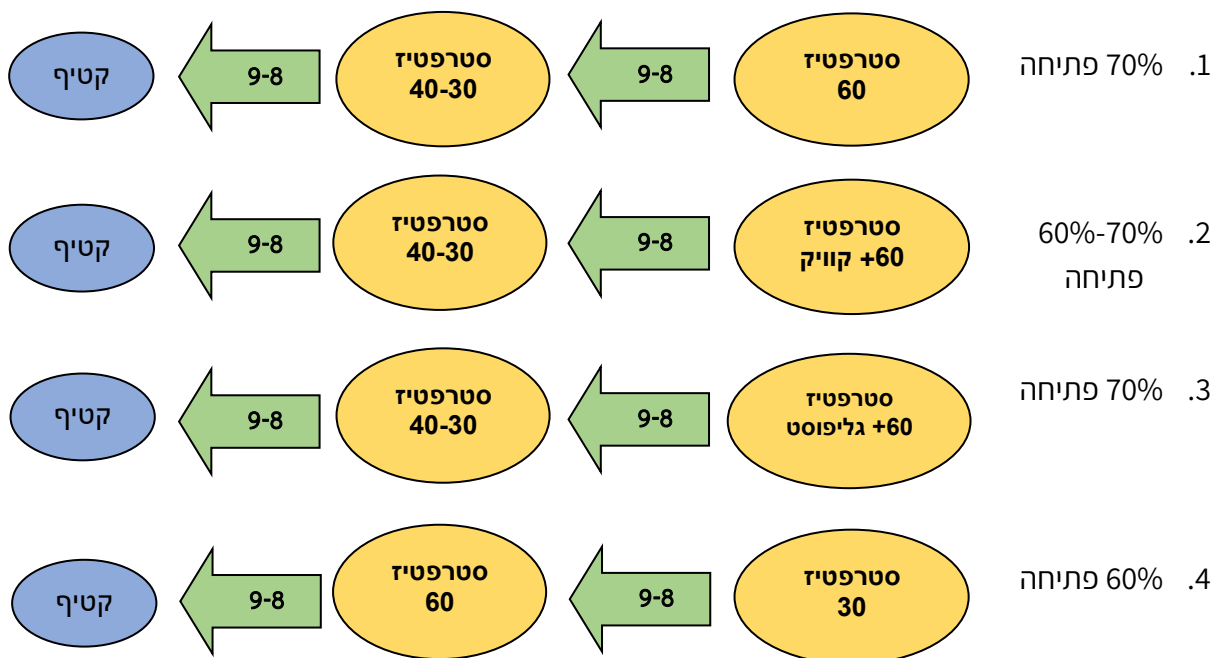 1. 70% פתיחה
סטרפטיז
60
9-8
סטרפטיז
40-30
9-8
קטיף
2. 60%-70%
פתיחה
סטרפטיז
60+ קוויק
9-8
סטרפטיז
40-30
9-8
קטיף
3. 70% פתיחה
סטרפטיז
60+ גליפוסט
9-8
סטרפטיז
40-30
9-8
קטיף
4. 60% פתיחה
סטרפטיז
30
9-8
סטרפטיז
60
9-8
קטיף